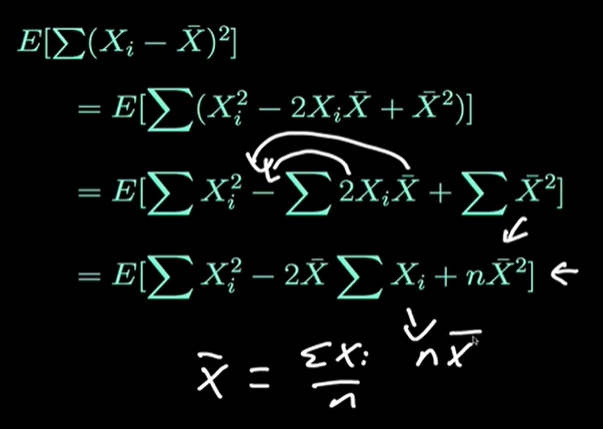 E[∑(Xᵢ − X̄)²]
= E[∑(Xᵢ² − 2XᵢX̄ + X̄²)]
= E[∑ Xᵢ² − ∑ 2XᵢX̄ + ∑ X̄²]
= E[∑ Xᵢ² − 2X̄ ∑ Xᵢ + nX̄²] ←
x̄ = Σxᵢ/n nx̄